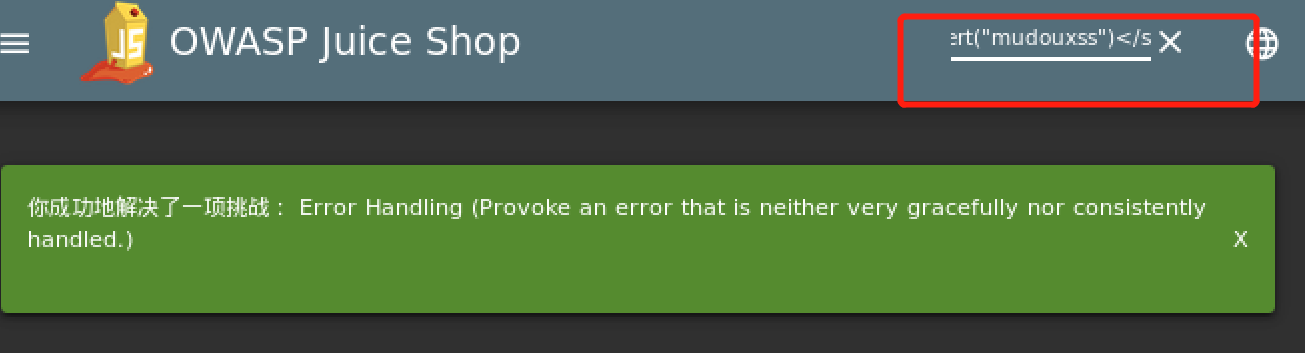 JS
OWASP Juice Shop
ert("mudouxss")</s
你成功地解决了一项挑战： Error Handling (Provoke an error that is neither very gracefully nor consistently
handled.)
X